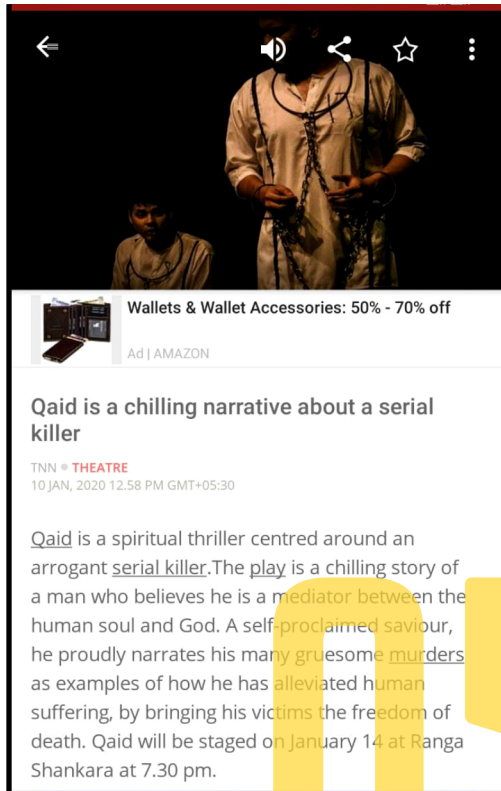 Wallets & Wallet Accessories: 50% - 70% off
Ad | AMAZON
Qaid is a chilling narrative about a serial
killer
TNN • THEATRE
10 JAN, 2020 12.58 PM GMT+05:30
Qaid is a spiritual thriller centred around an
arrogant serial killer.The play is a chilling story of
a man who believes he is a mediator between the
human soul and God. A self-proclaimed saviour,
he proudly narrates his many gruesome murders
as examples of how he has alleviated human
suffering, by bringing his victims the freedom of
death. Qaid will be staged on January 14 at Ranga
Shankara at 7.30 pm.